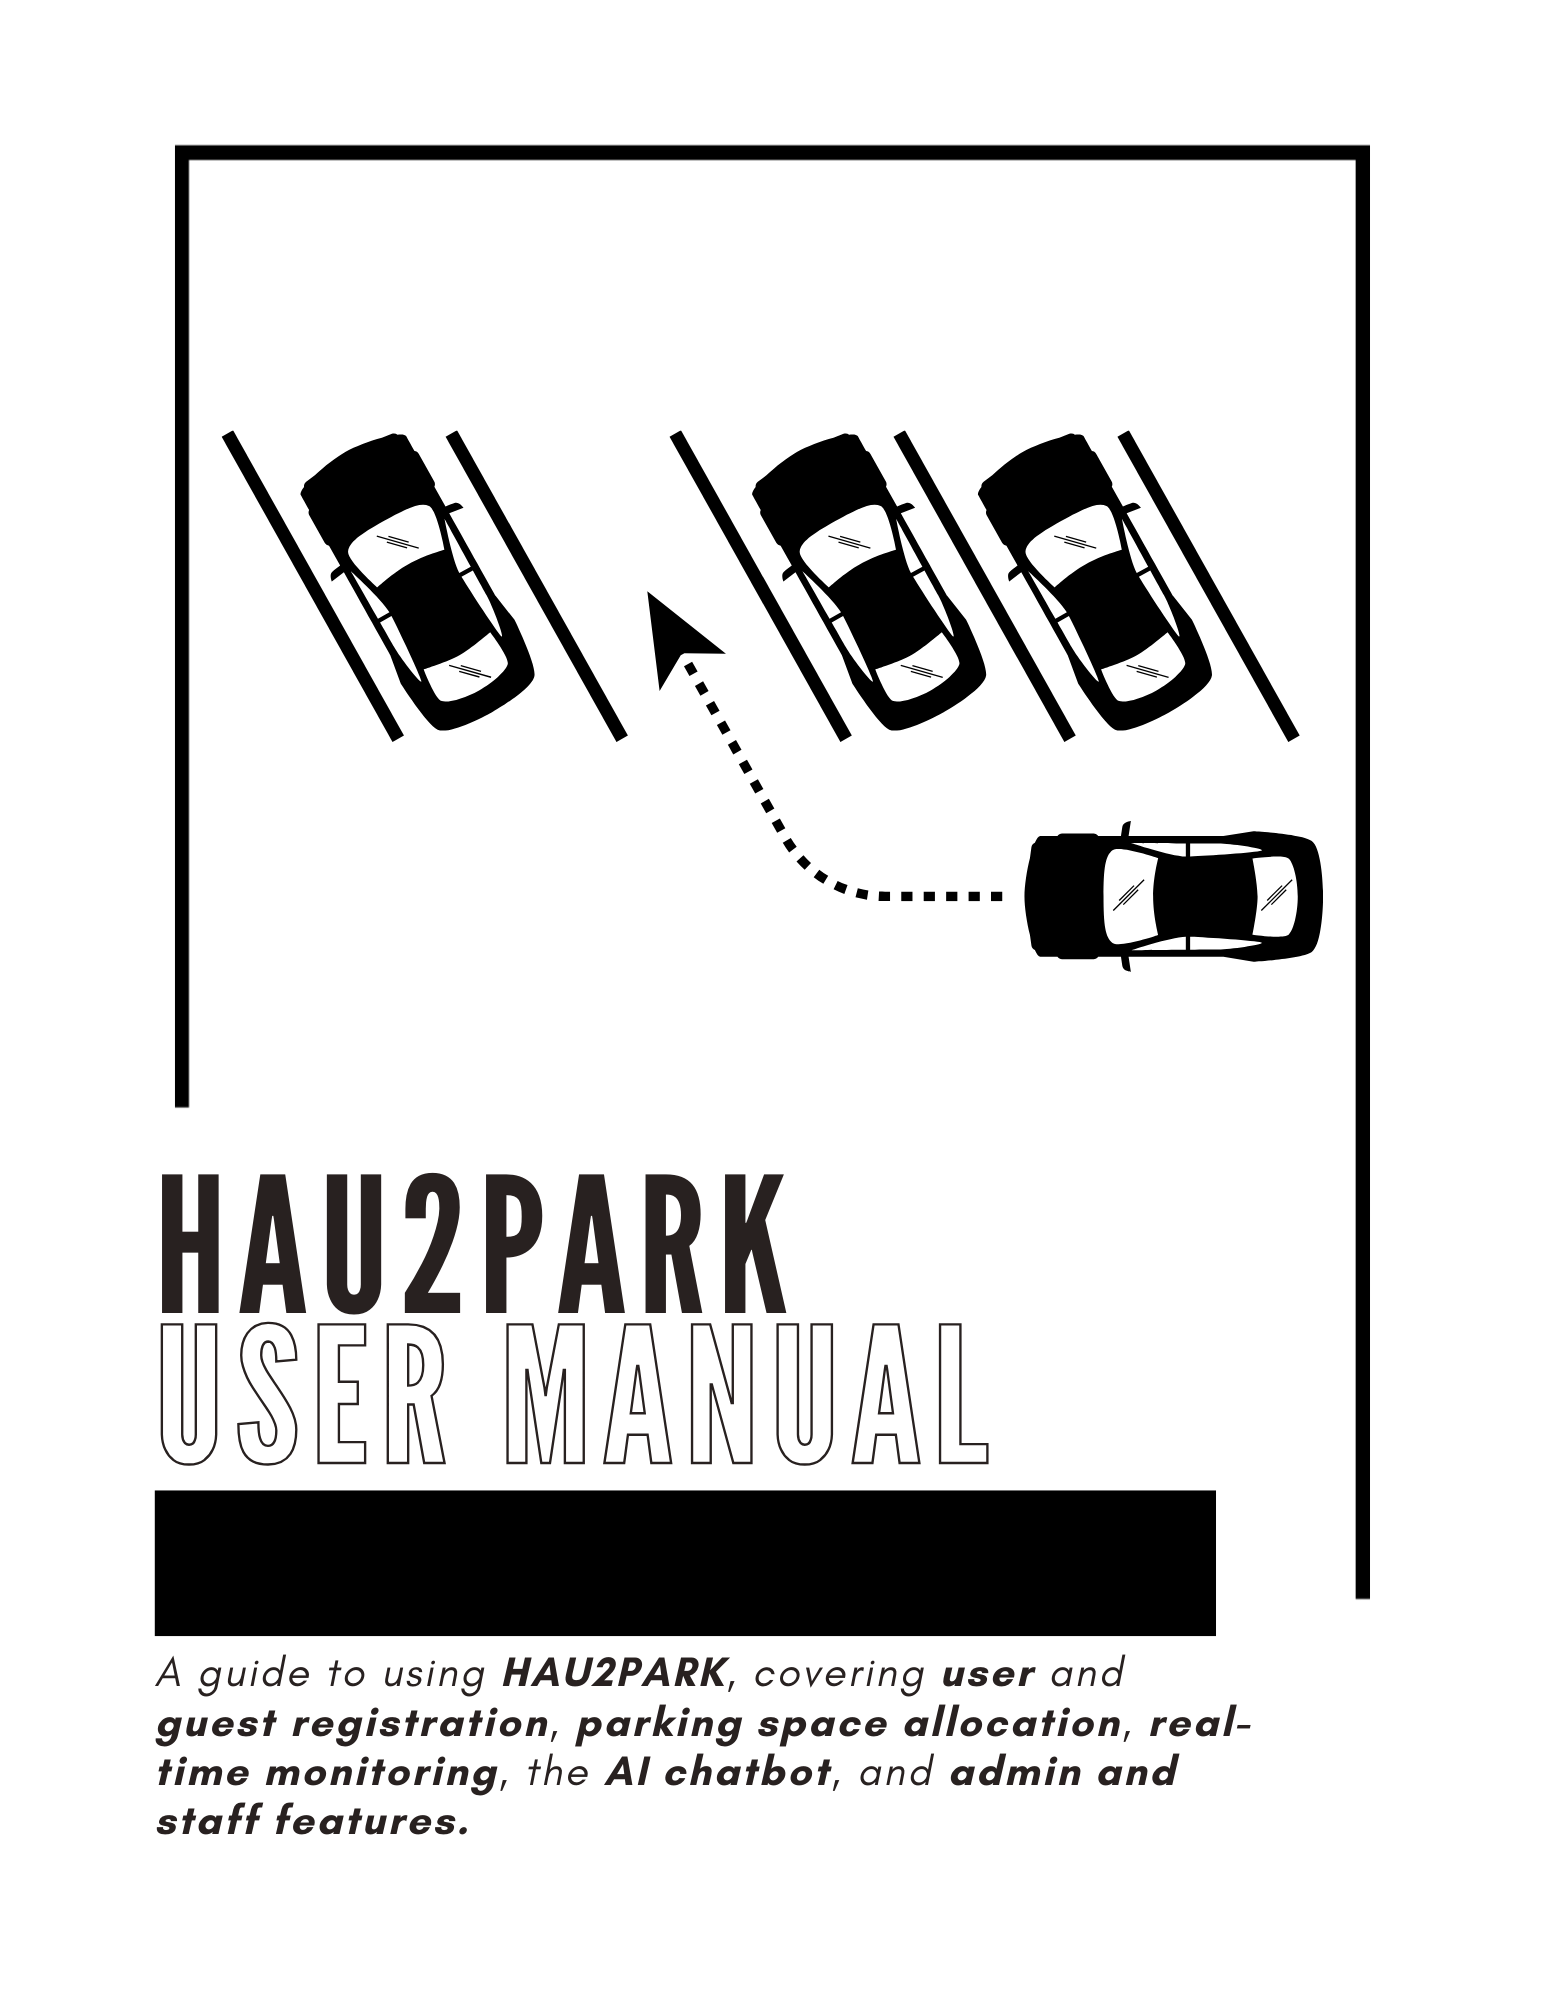 HAU2PARK
USER MANUAL
A guide to using HAU2PARK, covering user and
guest registration, parking space allocation, real-
time monitoring, the AI chatbot, and admin and
staff features.